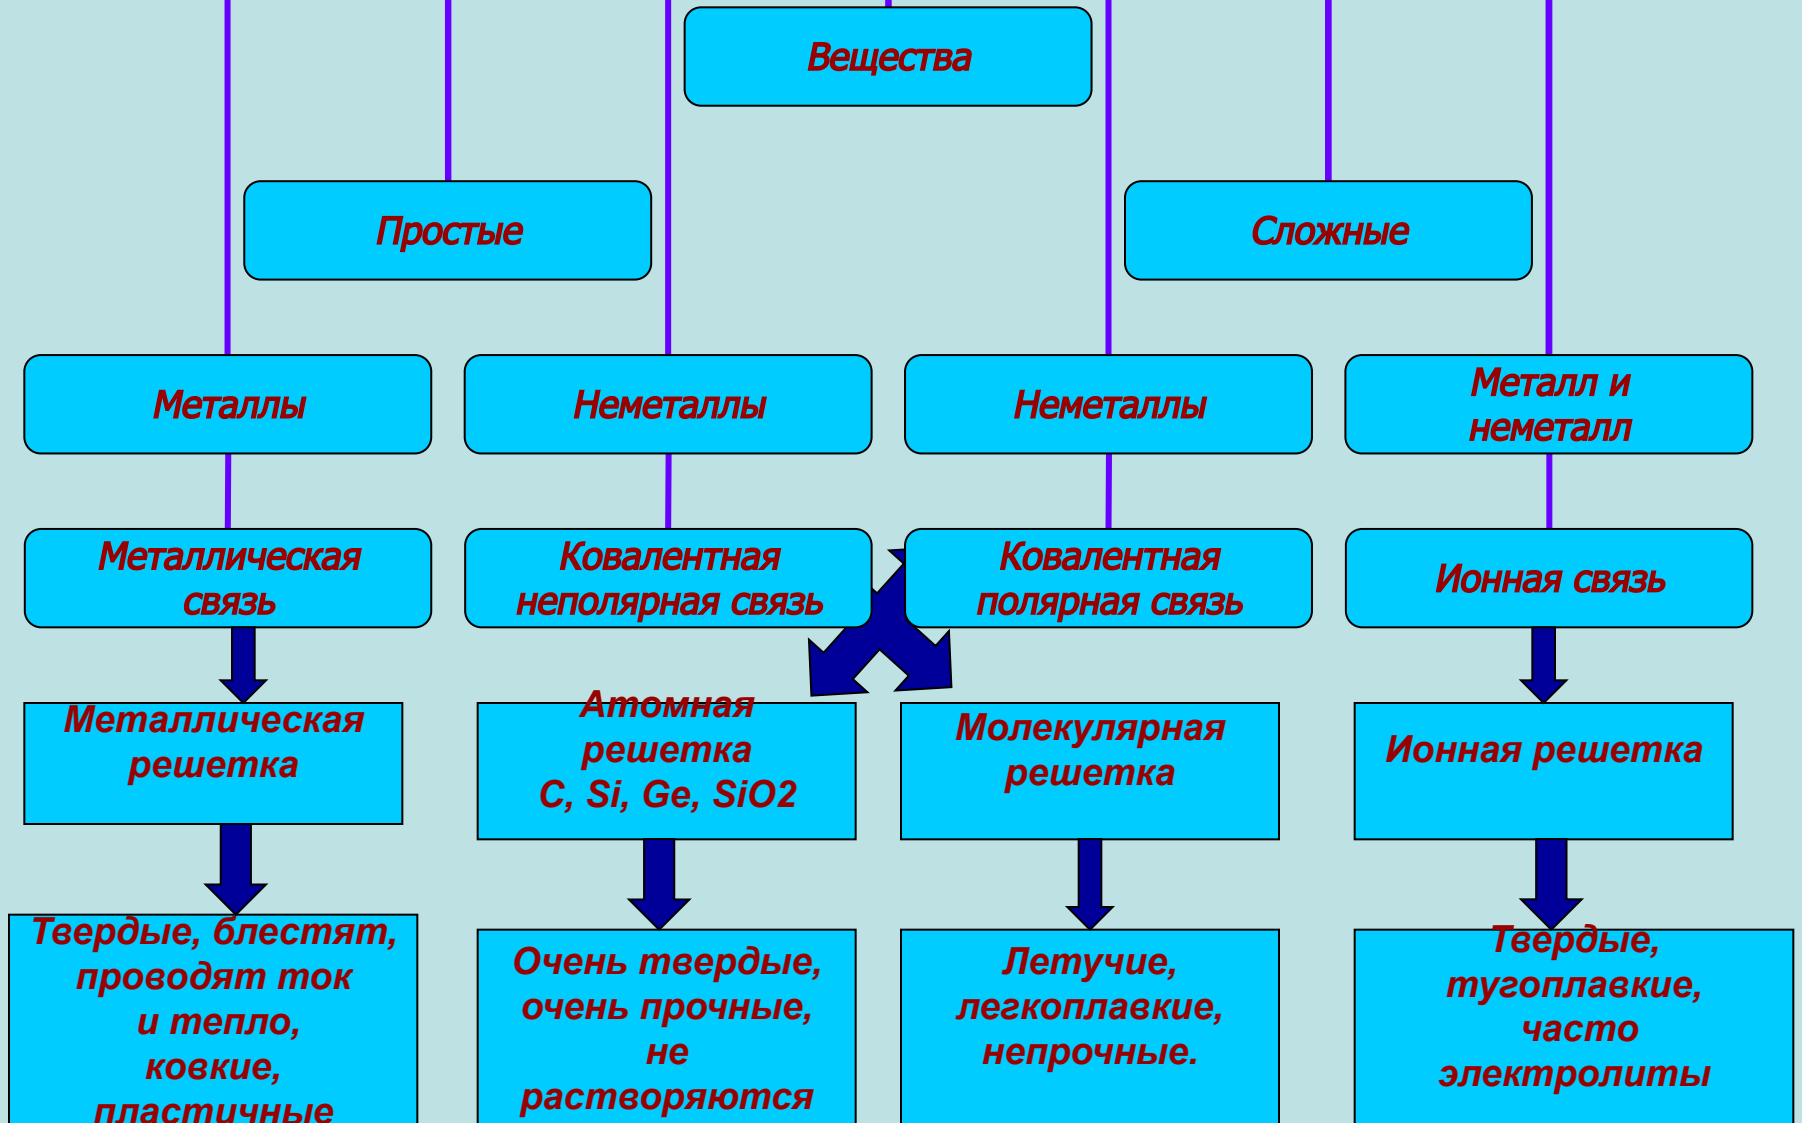 Вещества
Простые
Сложные
Металлы
Неметаллы
Неметаллы
Металл и
неметалл
Металлическая
связь
Ковалентная
неполярная связь
Ковалентная
полярная связь
Ионная связь
Металлическая
решетка
Атомная
решетка
C, Si, Ge, SiO2
Молекулярная
решетка
Ионная решетка
Твердые, блестят,
проводят ток
и тепло,
ковкие,
пластичные
Очень твердые,
очень прочные,
не
растворяются
Летучие,
легкоплавкие,
непрочные.
Твердые,
тугоплавкие,
часто
электролиты